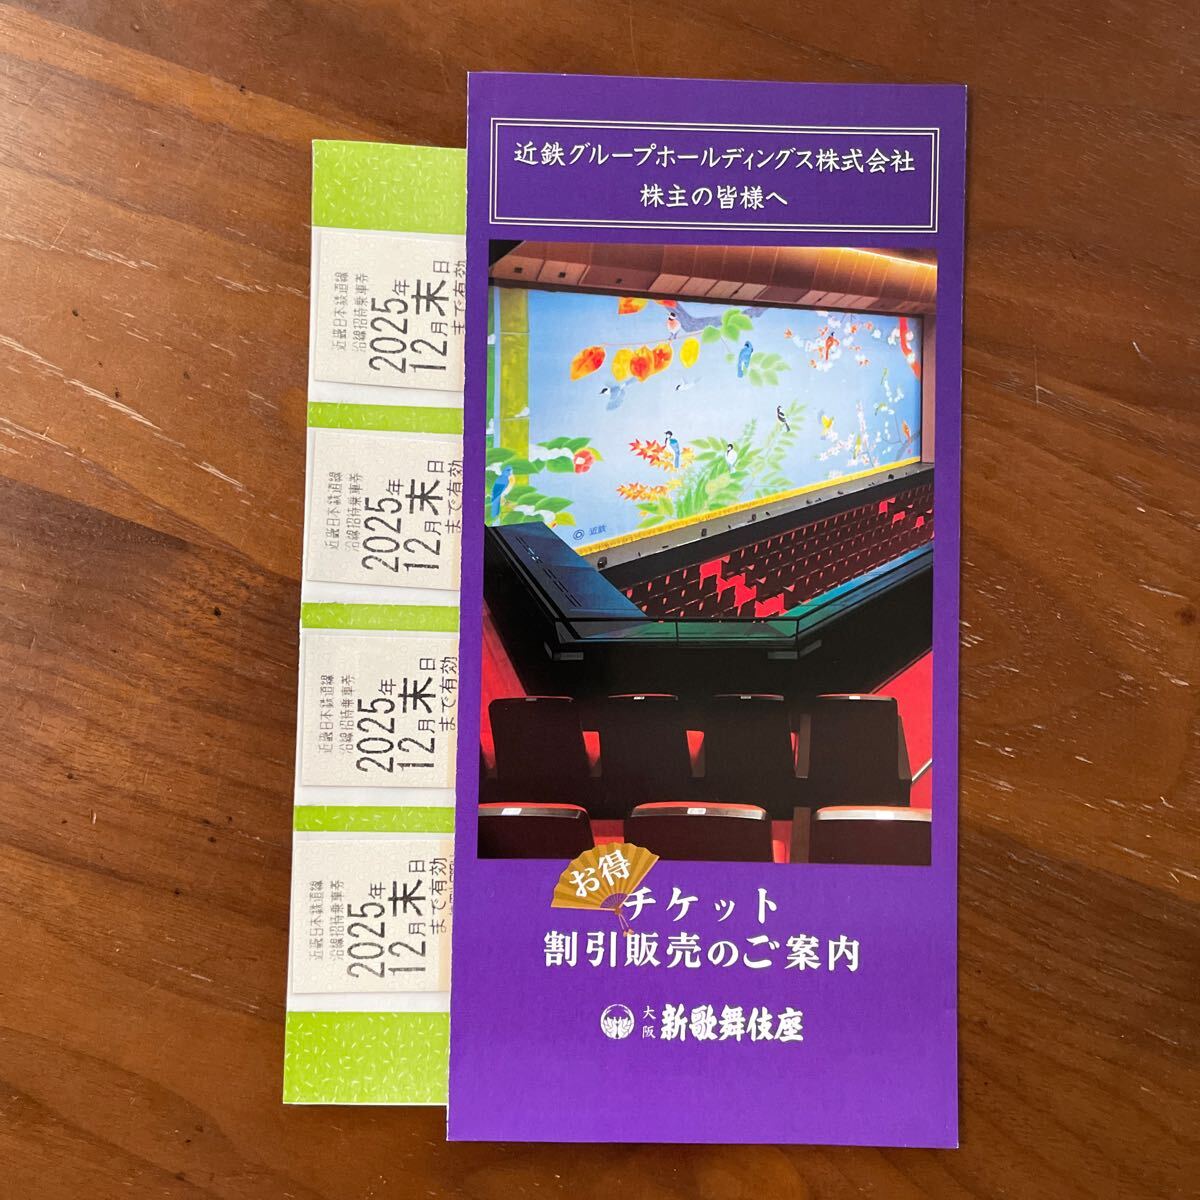 近鉄グループホールディングス株式会社
株主の皆様へ
近鉄
お得
チケット
割引販売のご案内
大阪
新歌舞伎座
近畿日本鉄道線
沿線招待乗車券
2025年
12月末日
まで有効
近畿日本鉄道線
沿線招待乗車券
2025年
12月末日
まで有効
近畿日本鉄道線
沿線招待乗車券
2025年
12月末日
まで有効
近畿日本鉄道線
沿線招待乗車券
2025年
12月末日
まで有効